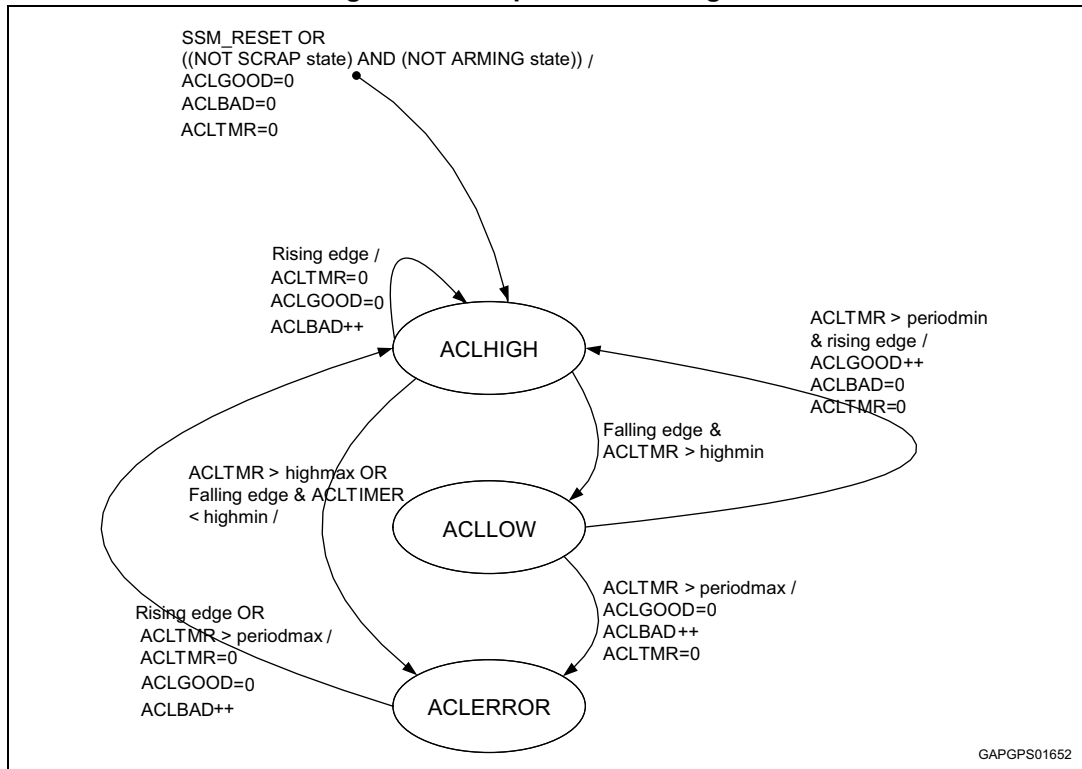 SSM_RESET OR
((NOT SCRAP state) AND (NOT ARMING state)) /
ACLGOOD=0
ACLBAD=0
ACLTMR=0
Rising edge /
ACLTMR=0
ACLGOOD=0
ACLBAD++
ACLHIGH
ACLTMR > periodmin
& rising edge /
ACLGOOD++
ACLBAD=0
ACLTMR=0
Falling edge &
ACLTMR > highmin
ACLTMR > highmax OR
Falling edge & ACLTIMER
< highmin /
ACLLOW
ACLTMR > periodmax /
ACLGOOD=0
ACLBAD++
ACLTMR=0
Rising edge OR
ACLTMR > periodmax /
ACLTMR=0
ACLGOOD=0
ACLBAD++
ACLERROR
GAPGPS01652